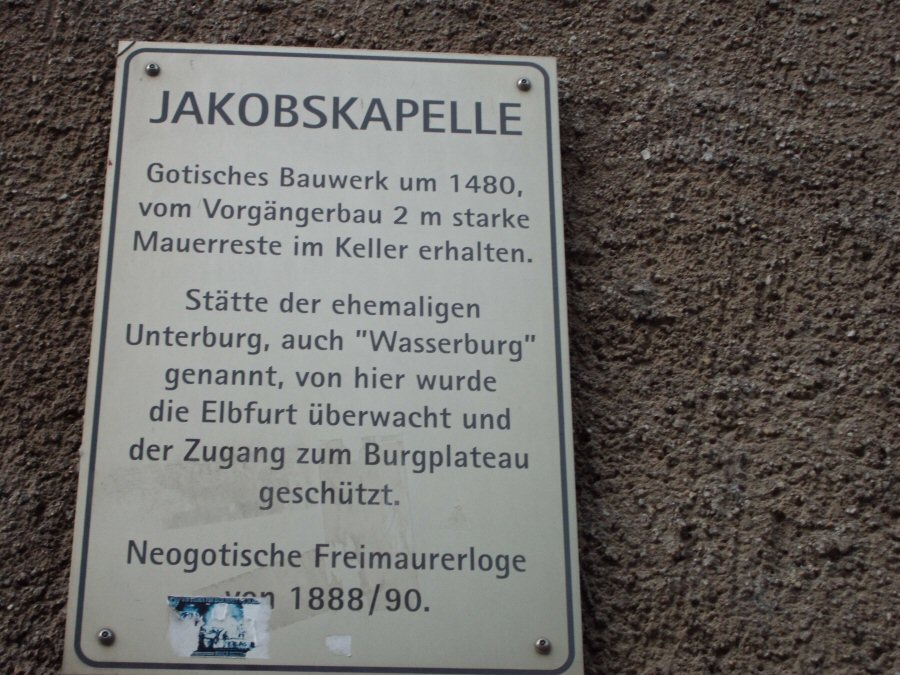 JAKOBSKAPELLE
Gotisches Bauwerk um 1480,
vom Vorgängerbau 2 m starke
Mauerreste im Keller erhalten.
Stätte der ehemaligen
Unterburg, auch "Wasserburg"
genannt, von hier wurde
die Elbfurt überwacht und
der Zugang zum Burgplateau
geschützt.
Neogotische Freimaurerloge
von 1888/90.